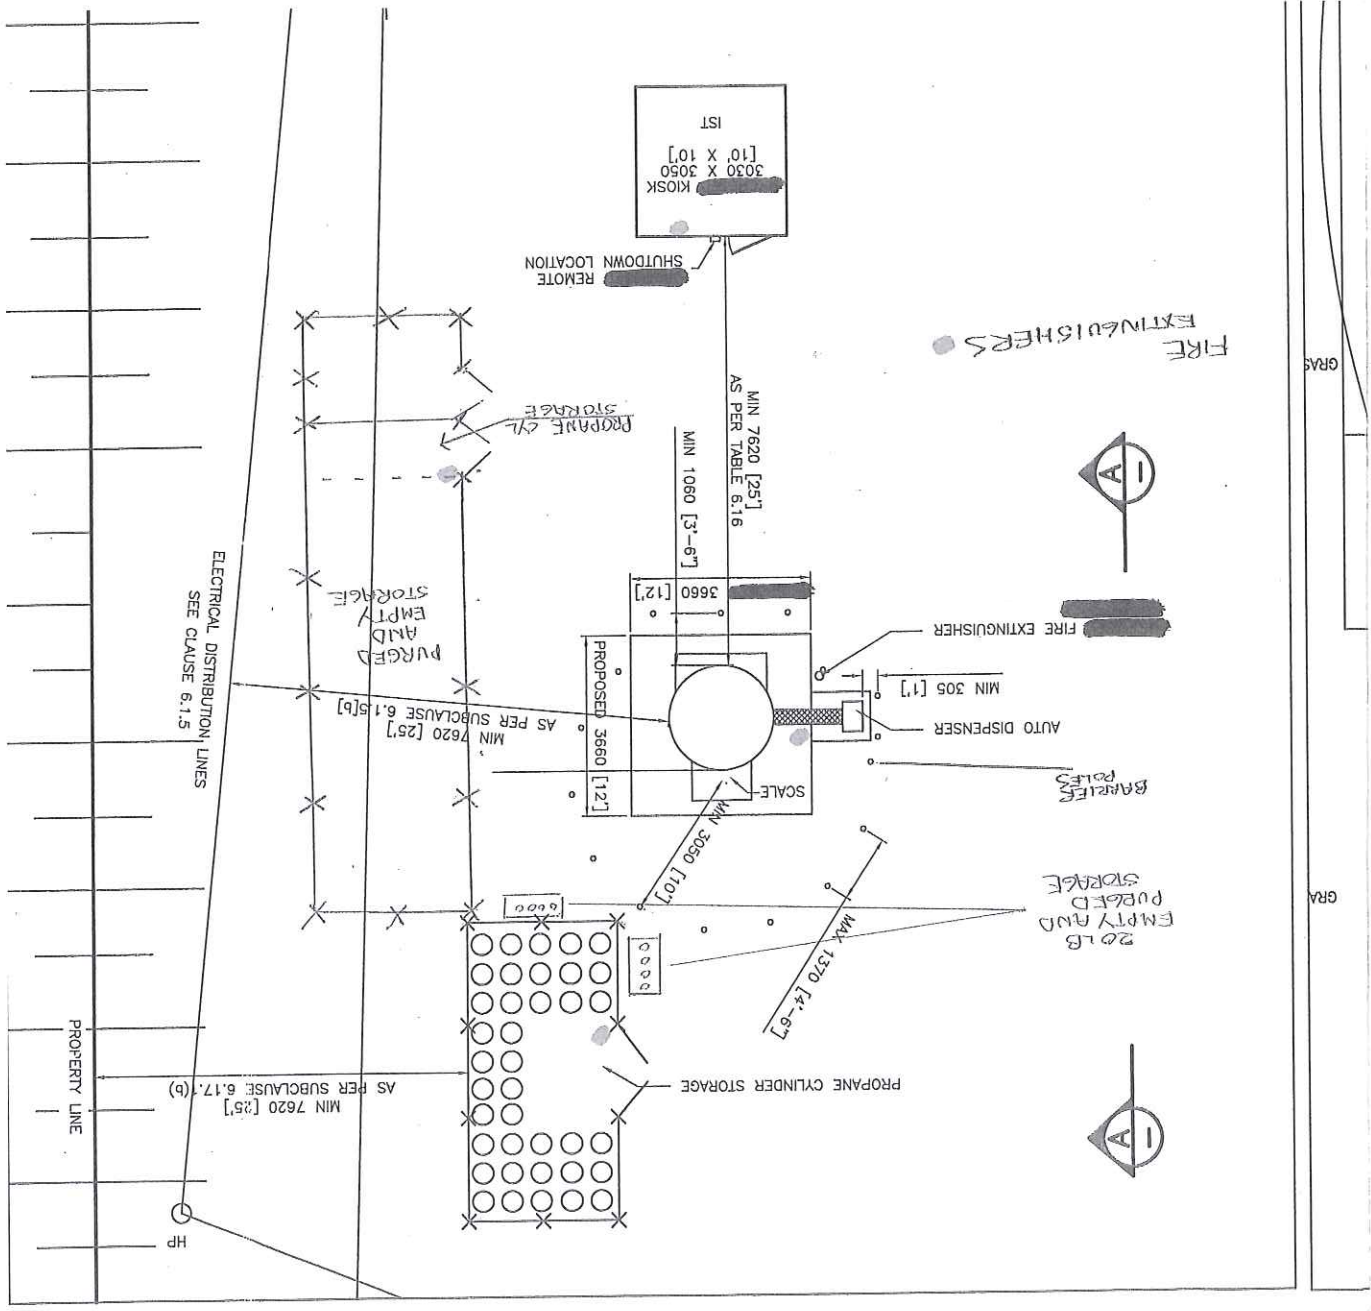 HP
PROPERTY LINE
MIN 7620 [25']
AS PER SUBCLAUSE 6.17.1(b)
PROPANE CYLINDER STORAGE
20 LB
EMPTY AND
PURGED
STORAGE
GRA
MAX 1370 [4'-6"]
MIN 3050 [10']
SCALE
BARRIER
POLES
AUTO DISPENSER
MIN 305 [1']
FIRE EXTINGUISHER
PROPOSED 3660 [12']
3660 [12']
MIN 7620 [25']
AS PER SUBCLAUSE 6.1.5[b]
ELECTRICAL DISTRIBUTION LINES
SEE CLAUSE 6.1.5
PURGED
AND
EMPTY
STORAGE
A
–
A
–
MIN 1060 [3'-6"]
MIN 7620 [25']
AS PER TABLE 6.16
PROPANE CYL
STORAGE
FIRE
EXTINGUISHERS
GRAS
REMOTE
SHUTDOWN LOCATION
KIOSK
3030 X 3050
[10' X 10']
IST